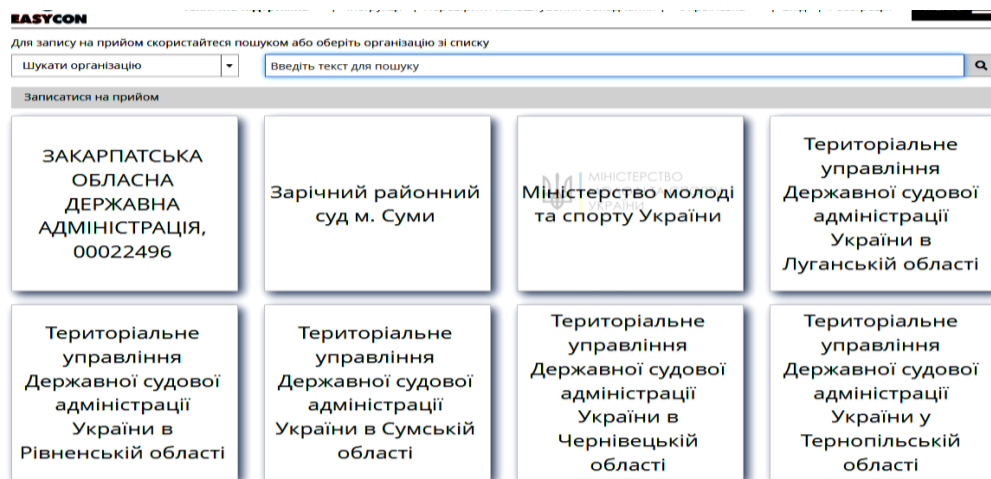 EASYCON
Для запису на прийом скористайтеся пошуком або оберіть організацію зі списку
Шукати організацію
Введіть текст для пошуку
Записатися на прийом
ЗАКАРПАТСЬКА
ОБЛАСНА
ДЕРЖАВНА
АДМІНІСТРАЦІЯ,
00022496
Зарічний районний
суд м. Суми
МІНІСТЕРСТВО
УКРАЇНИ
Міністерство молоді
та спорту України
Територіальне
управління
Державної судової
адміністрації
України в
Луганській області
Територіальне
управління
Державної судової
адміністрації
України в
Рівненській області
Територіальне
управління
Державної судової
адміністрації
України в Сумській
області
Територіальне
управління
Державної судової
адміністрації
України в
Чернівецькій
області
Територіальне
управління
Державної судової
адміністрації
України у
Тернопільській
області